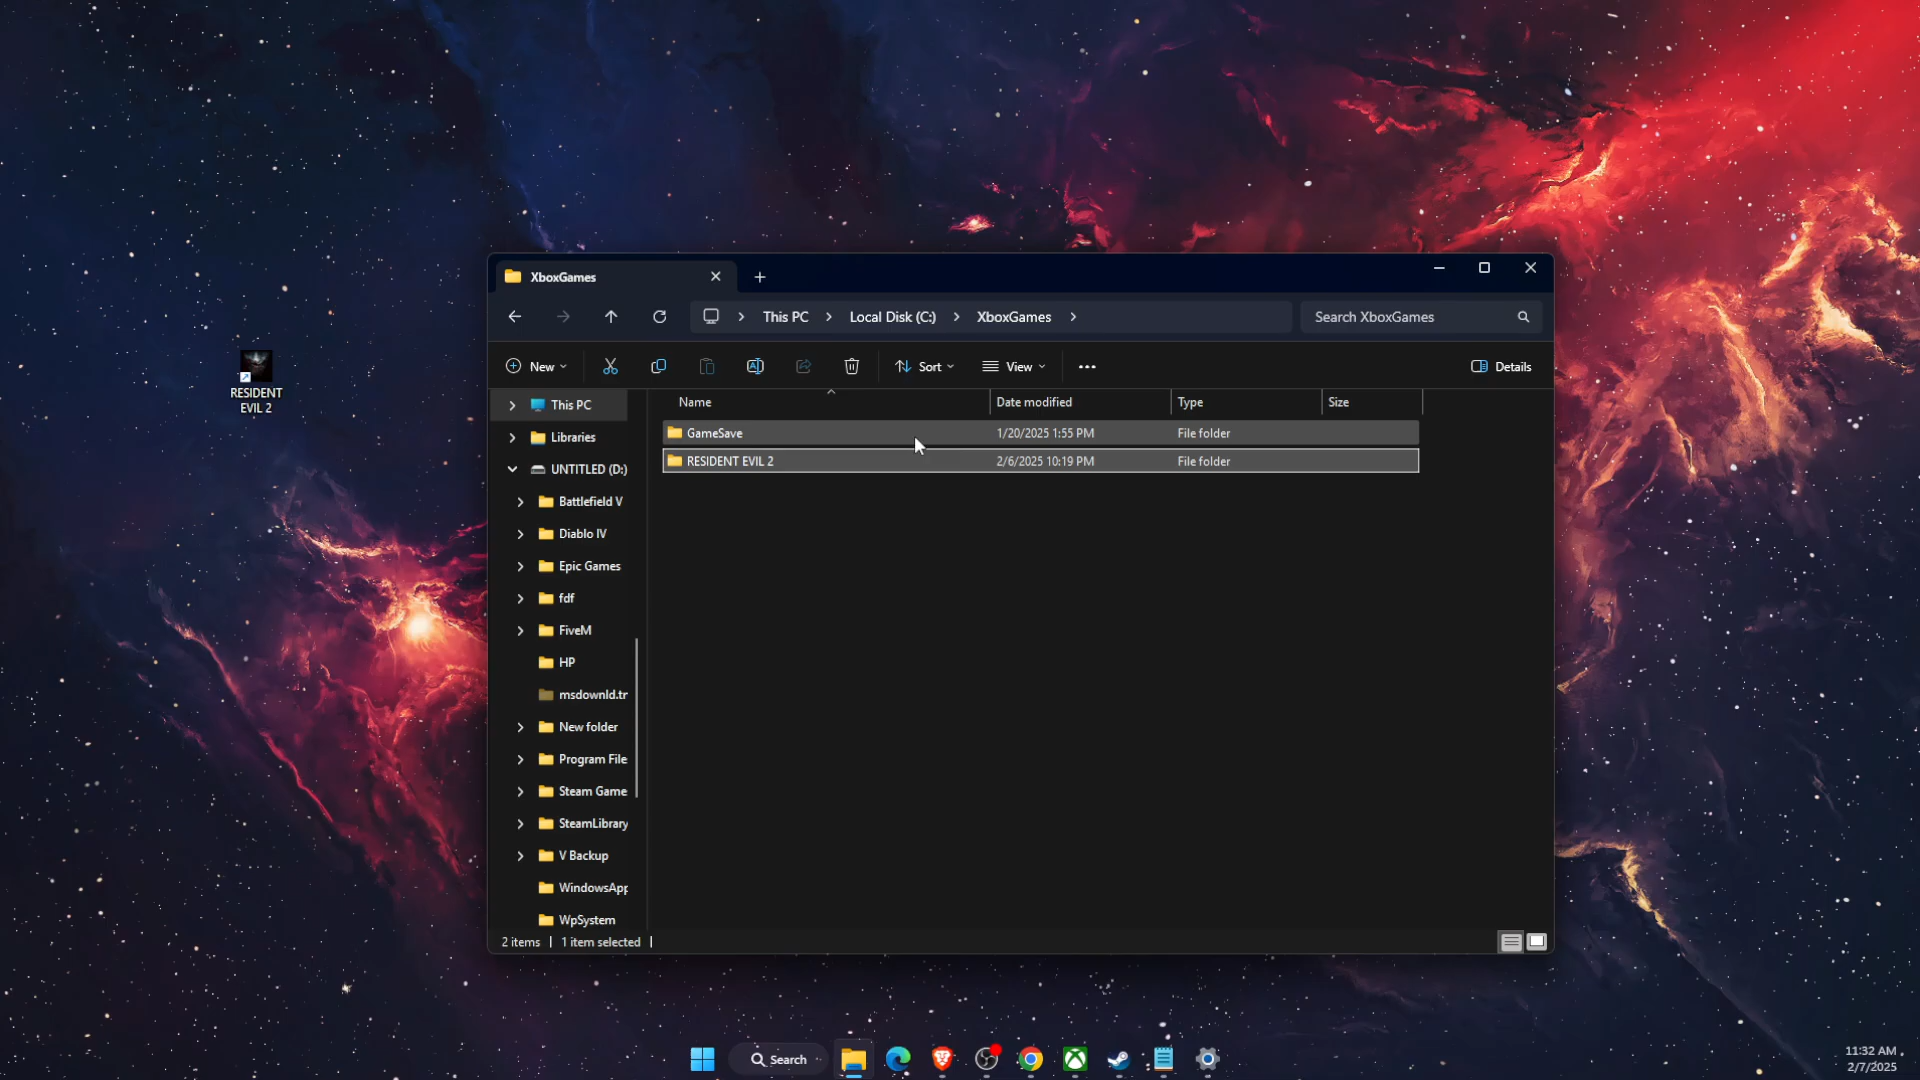 RESIDENT
EVIL 2
XboxGames
This PC
Local Disk (C:)
XboxGames
Search XboxGames
New
Sort
View
Details
Name
Date modified
Type
Size
GameSave
1/20/2025 1:55 PM
File folder
RESIDENT EVIL 2
2/6/2025 10:19 PM
File folder
This PC
Libraries
UNTITLED (D:)
Battlefield V
Diablo IV
Epic Games
fdf
FiveM
HP
msdownld.tr
New folder
Program File
Steam Game
SteamLibrary
V Backup
WindowsApp
WpSystem
2 items
1 item selected
Search
11:32 AM
2/7/2025